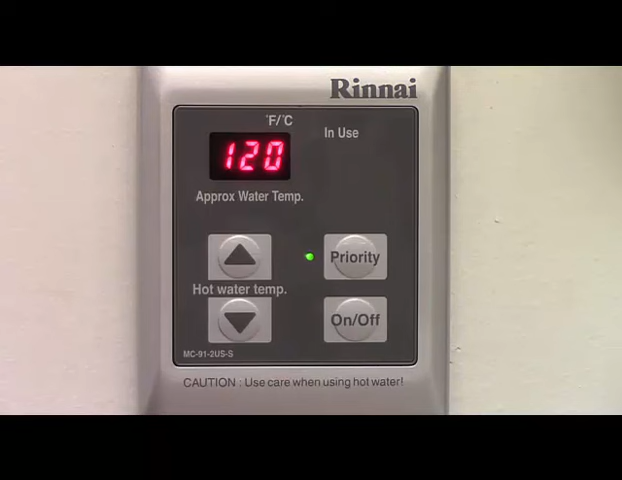 Rinnai
°F/°C
In Use
120
Approx Water Temp.
Priority
Hot water temp.
On/Off
MC-91-2US-S
CAUTION : Use care when using hot water!